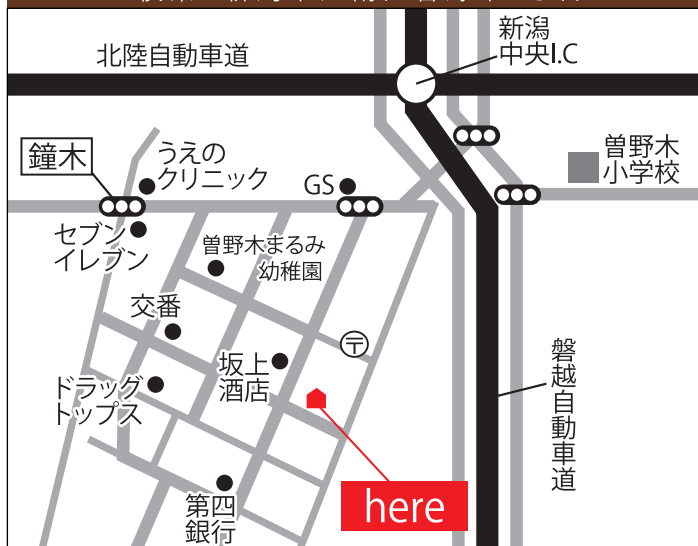 北陸自動車道
新潟
中央I.C
鐘木
うえの
クリニック
GS
曽野木
小学校
セブン
イレブン
曽野木まるみ
幼稚園
交番
〒
坂上
酒店
ドラッグ
トップス
磐越自動車道
第四
銀行
here